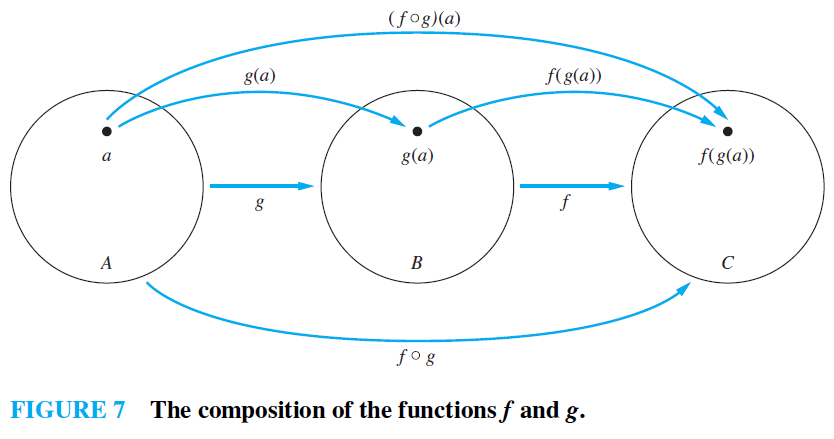 (f∘g)(a)
g(a) f(g(a))
a g(a) f(g(a))
g f
A B C
f∘g
FIGURE 7 The composition of the functions f and g.